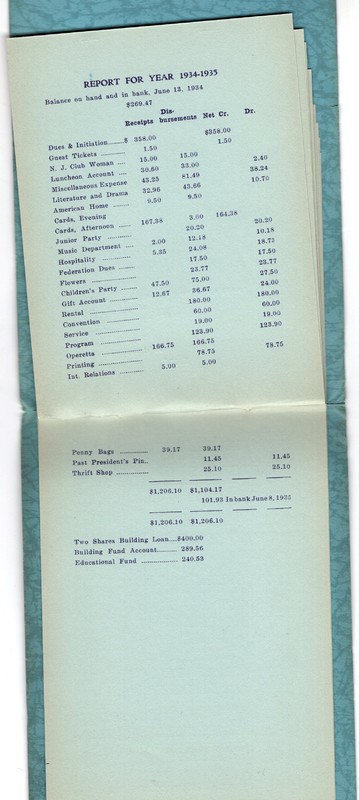 REPORT FOR YEAR 1934-1935
Balance on hand and in bank, June 13, 1934
$269.47
Dis-
Receipts bursements Net Cr. Dr.
Dues & Initiation......$ 358.00 $358.00
Guest Tickets ........... 1.50 1.50
N. J. Club Woman .... 15.00 15.00
Luncheon Account .... 30.60 33.00 2.40
Miscellaneous Expense 43.25 81.49 38.24
Literature and Drama 32.96 43.66 10.70
American Home ....... 0.50 9.50
Cards, Evening
Cards, Afternoon ..... 167.38 3.00 164.38
Junior Party ............ 20.20 20.20
Music Department .... 2.00 12.18 10.18
Hospitality .............. 5.35 24.08 18.73
Federation Dues ...... 17.50 17.50
Flowers .................. 23.77 23.77
Children's Party ...... 47.50 75.00 27.50
Gift Account ............ 12.67 36.67 24.00
Rental .................... 180.00 180.00
Convention .............. 60.00 60.00
Service .................... 19.00 19.00
Program .................. 123.90 123.90
Operetta .................. 166.75 166.75
Printing .................. 78.75 78.75
Int. Relations .......... 5.00 5.00
Penny Bags ............ 39.17 39.17
Past President's Pin.. 11.45 11.45
Thrift Shop .............. 25.10 25.10
$1,206.10 $1,104.17
101.93 In bank June 8, 1935
$1,206.10 $1,206.10
Two Shares Building Loan....$400.00
Building Fund Account........ 289.56
Educational Fund ................ 240.53